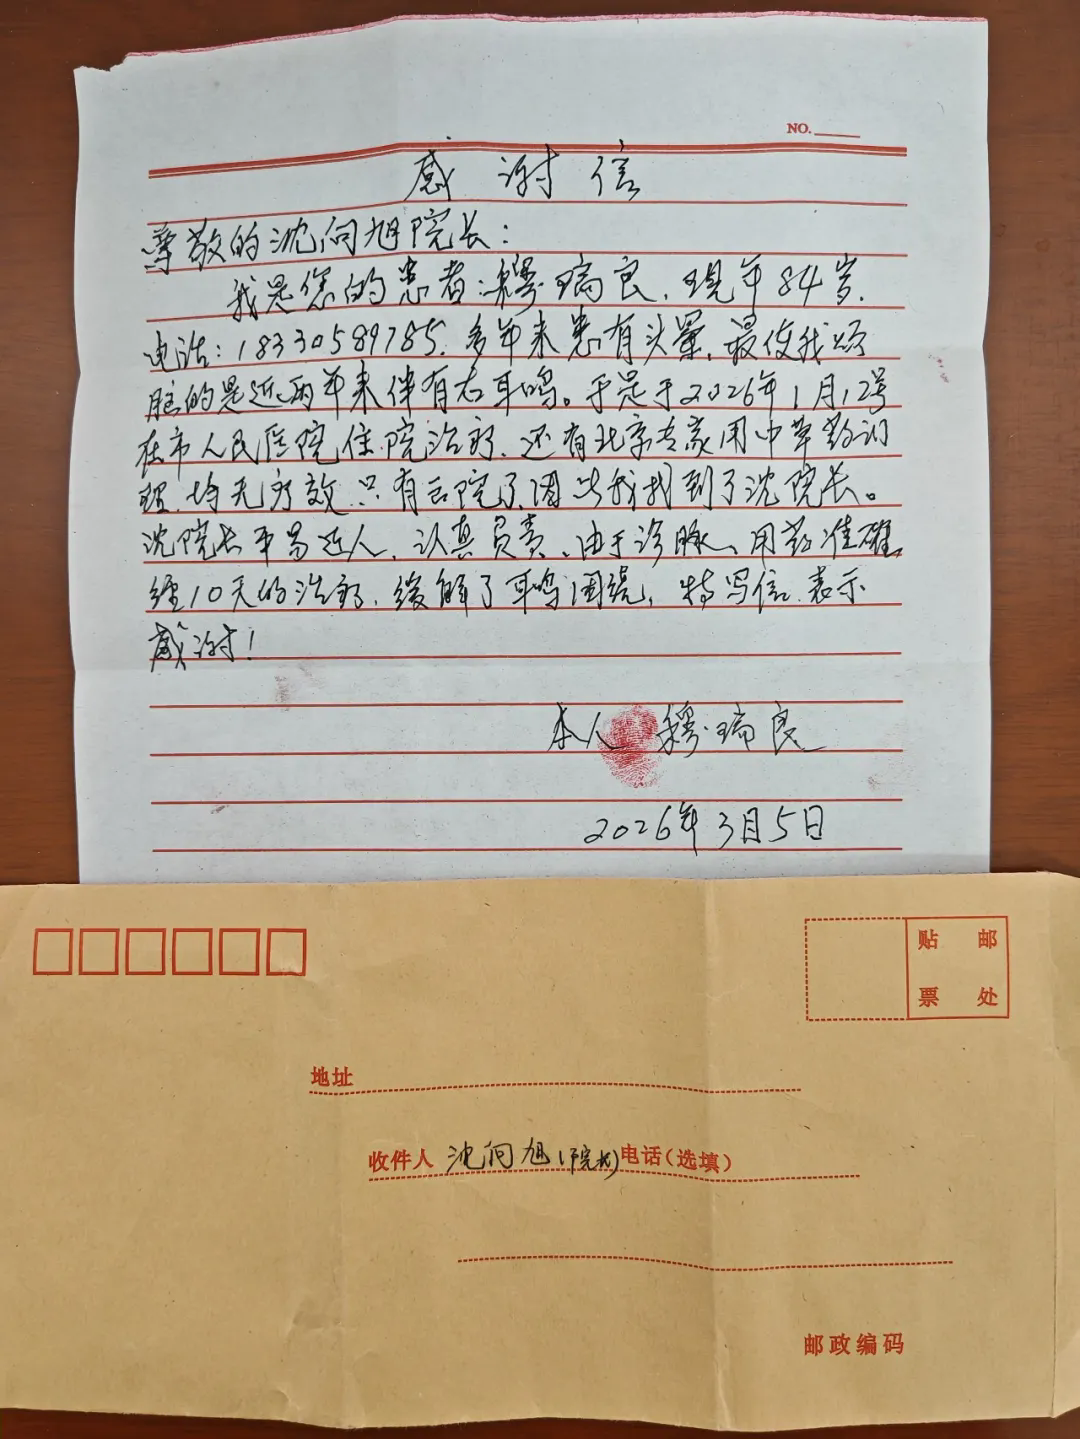 NO.
感谢信
尊敬的沈向旭院长:
我是您的患者:穆瑞良,现年84岁,
电话:18330589785.多年来患有头晕,最使我烦
脑的是近两年来伴有右耳鸣。于是于2026年1月12号
在市人民医院住院治疗,还有北京专家用中草药调
理,均无疗效只有出院了,因此我找到了沈院长。
沈院长平易近人、认真负责、由于诊脉、用药准确,
经10天的治疗,缓解了耳鸣困绕,特写信,表示
感谢!
本人 穆瑞良
2026年3月5日
贴 邮
票 处
地址
收件人 沈向旭(院长)电话(选填)
邮政编码